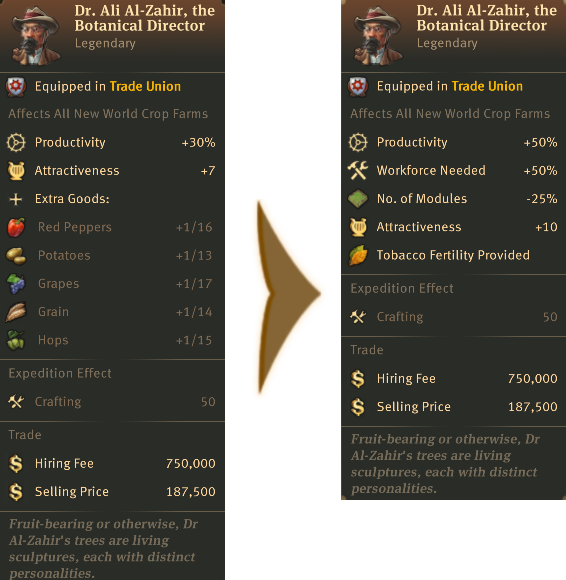 Dr. Ali Al-Zahir, the
Botanical Director
Legendary
Equipped in Trade Union
Affects All New World Crop Farms
Productivity +30%
Attractiveness +7
Extra Goods:
Red Peppers +1/16
Potatoes +1/13
Grapes +1/17
Grain +1/14
Hops +1/15
Expedition Effect
Crafting 50
Trade
Hiring Fee 750,000
Selling Price 187,500
Fruit-bearing or otherwise, Dr
Al-Zahir's trees are living
sculptures, each with distinct
personalities.
Dr. Ali Al-Zahir, the
Botanical Director
Legendary
Equipped in Trade Union
Affects All New World Crop Farms
Productivity +50%
Workforce Needed +50%
No. of Modules -25%
Attractiveness +10
Tobacco Fertility Provided
Expedition Effect
Crafting 50
Trade
Hiring Fee 750,000
Selling Price 187,500
Fruit-bearing or otherwise, Dr
Al-Zahir's trees are living
sculptures, each with distinct
personalities.